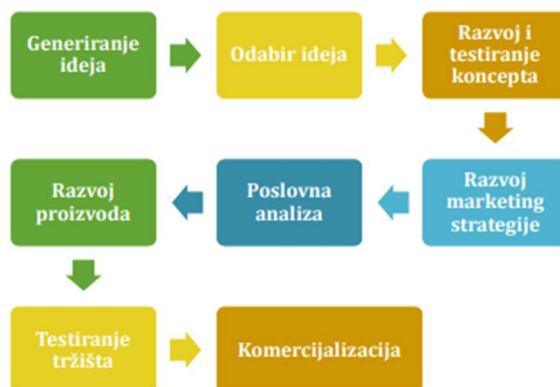 Generiranje
ideja
Odabir ideja
Razvoj i
testiranje
koncepta
Razvoj
marketing
strategije
Poslovna
analiza
Razvoj
proizvoda
Testiranje
tržišta
Komercijalizacija